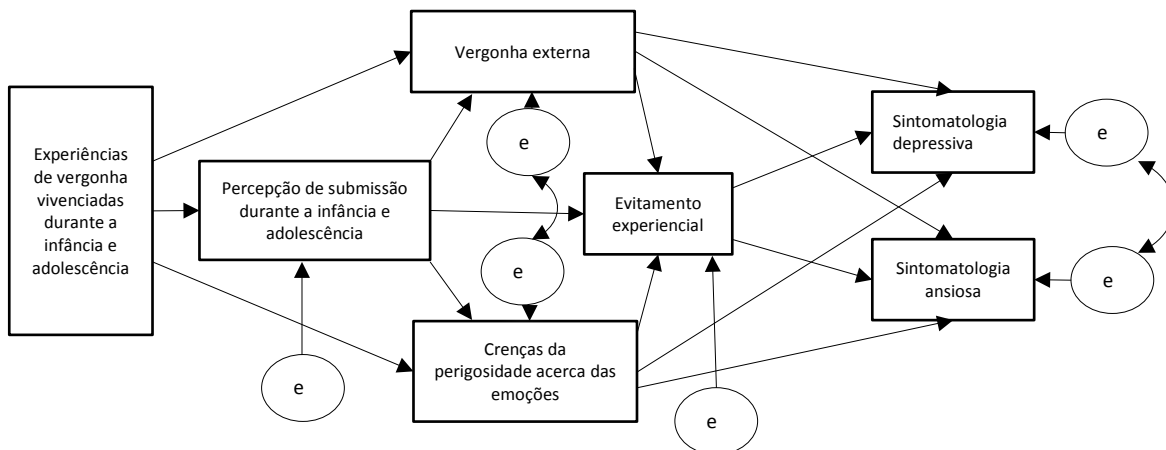 Vergonha externa
Experiências
de vergonha
vivenciadas
durante a
infância e
adolescência
Percepção de submissão
durante a infância e
adolescência
e
e
Evitamento
experiencial
Sintomatologia
depressiva
e
Sintomatologia
ansiosa
e
Crenças da
perigosidade acerca das
emoções
e
e